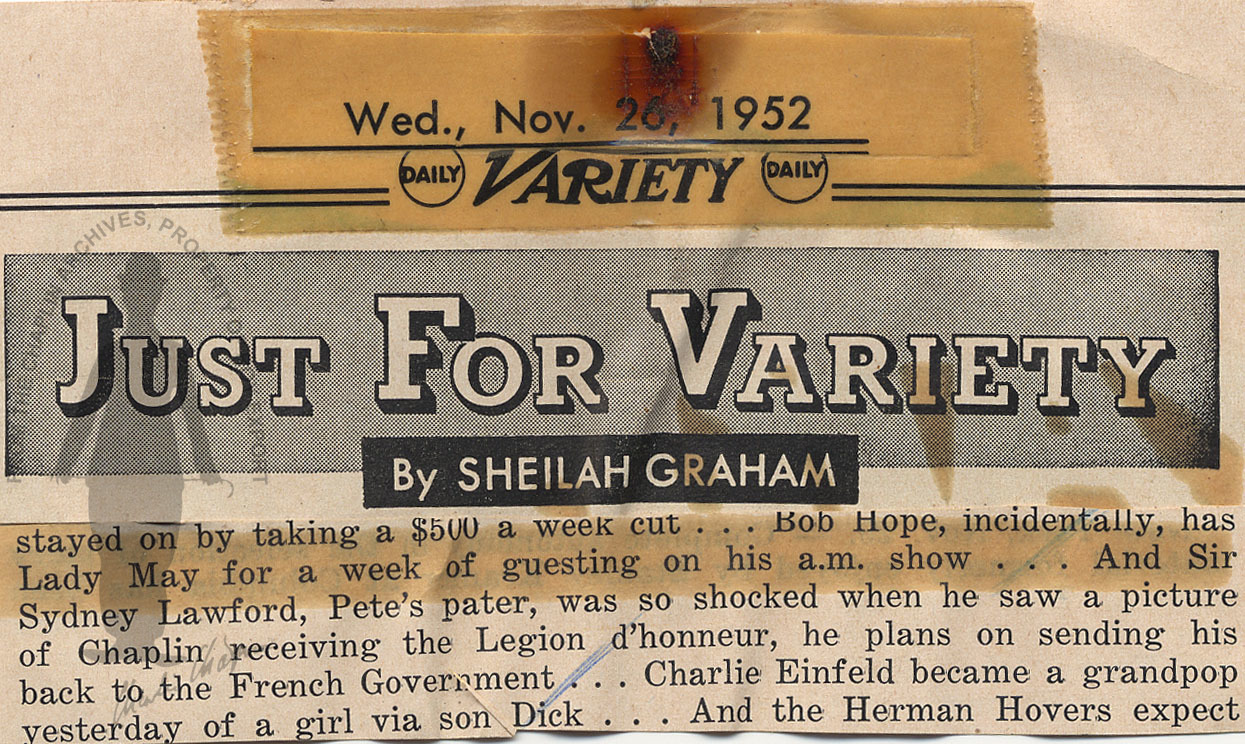 Wed., Nov. 26, 1952
DAILY VARIETY DAILY
JUST FOR VARIETY
By SHEILAH GRAHAM
stayed on by taking a $500 a week cut . . . Bob Hope, incidentally, has
Lady May for a week of guesting on his a.m. show . . . And Sir
Sydney Lawford, Pete's pater, was so shocked when he saw a picture
of Chaplin receiving the Legion d'honneur, he plans on sending his
back to the French Government . . . Charlie Einfeld became a grandpop
yesterday of a girl via son Dick . . . And the Herman Hovers expect